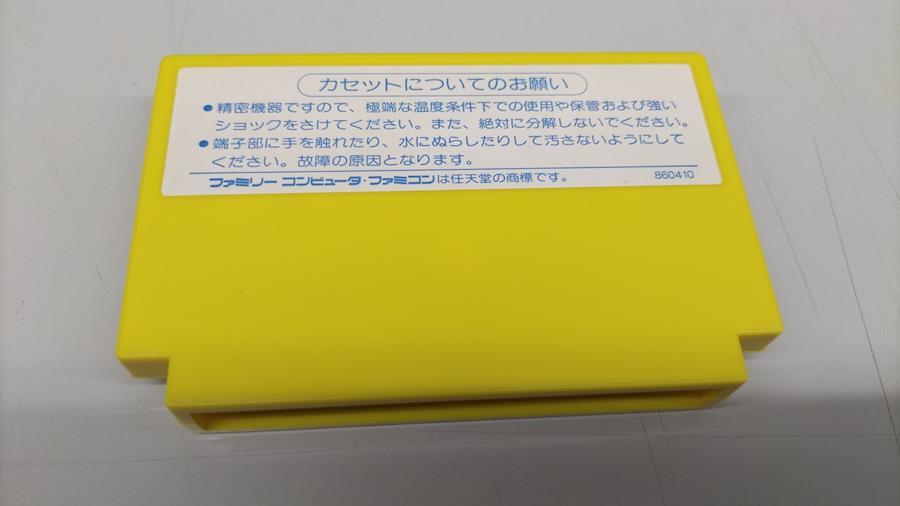 カセットについてのお願い
●精密機器ですので、極端な温度条件下での使用や保管および強い
ショックをさけてください。また、絶対に分解しないでください。
●端子部に手を触れたり、水にぬらしたりして汚さないようにして
ください。故障の原因となります。
ファミリー コンピュータ・ファミコンは任天堂の商標です。 860410